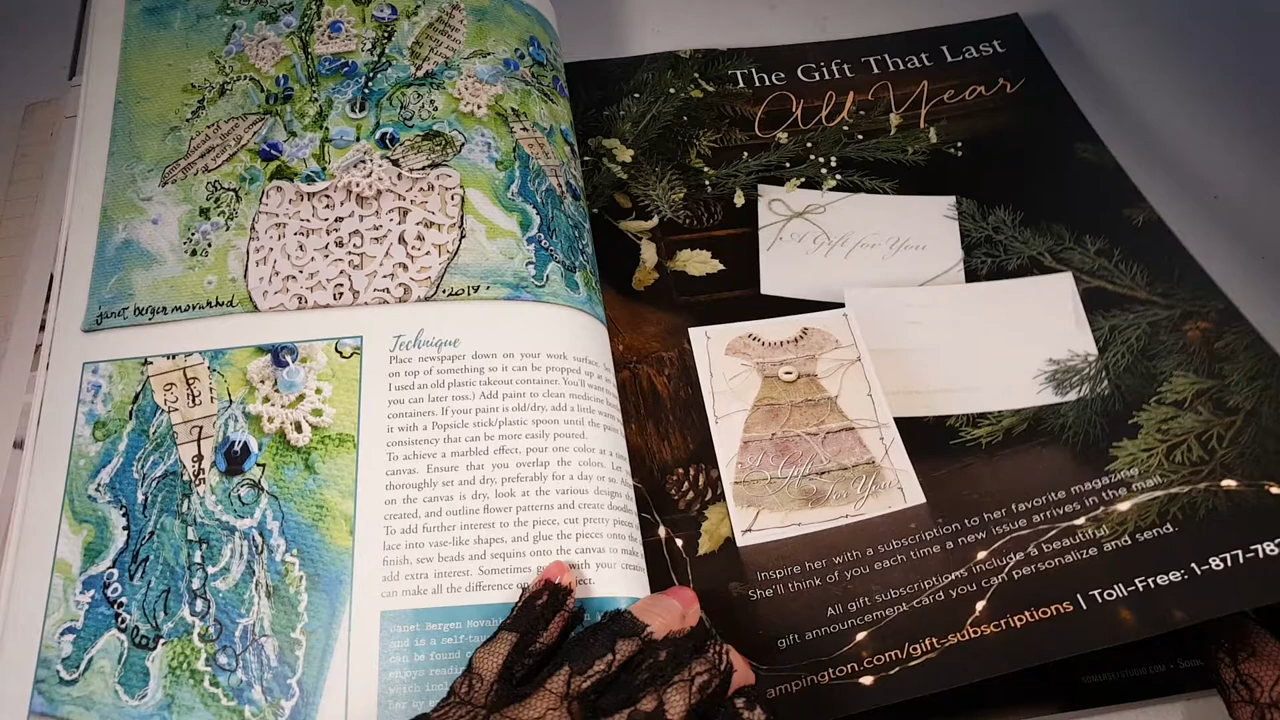 janet bergen movahhed
·2019·
Technique
Place newspaper down on your work surface.
on top of something so it can be propped up
I used an old plastic takeout container. You'll want
you can later toss.) Add paint to clean medicine
containers. If your paint is old/dry, add a little warm
it with a Popsicle stick/plastic spoon until the paint
consistency that can be more easily poured.
To achieve a marbled effect, pour one color at a
canvas. Ensure that you overlap the colors. Let
thoroughly set and dry, preferably for a day or so.
on the canvas is dry, look at the various designs
created, and outline flower patterns and create doodles
To add further interest to the piece, cut pretty pieces
lace into vase-like shapes, and glue the pieces onto the
finish, sew beads and sequins onto the canvas to make
add extra interest. Sometimes with your creative
can make all the difference
Janet Bergen Movahh
and is a self-tau
can be found
enjoys readi
which incl
The Gift That Last
All Year
A Gift for You
A Gift
For You
Inspire her with a subscription to her favorite magazine
She'll think of you each time a new issue arrives in the mail.
All gift subscriptions include a beautiful
gift announcement card you can personalize and send.
ampington.com/gift-subscriptions | Toll-Free: 1-877-78
SOMERSETSTUDIO.COM •